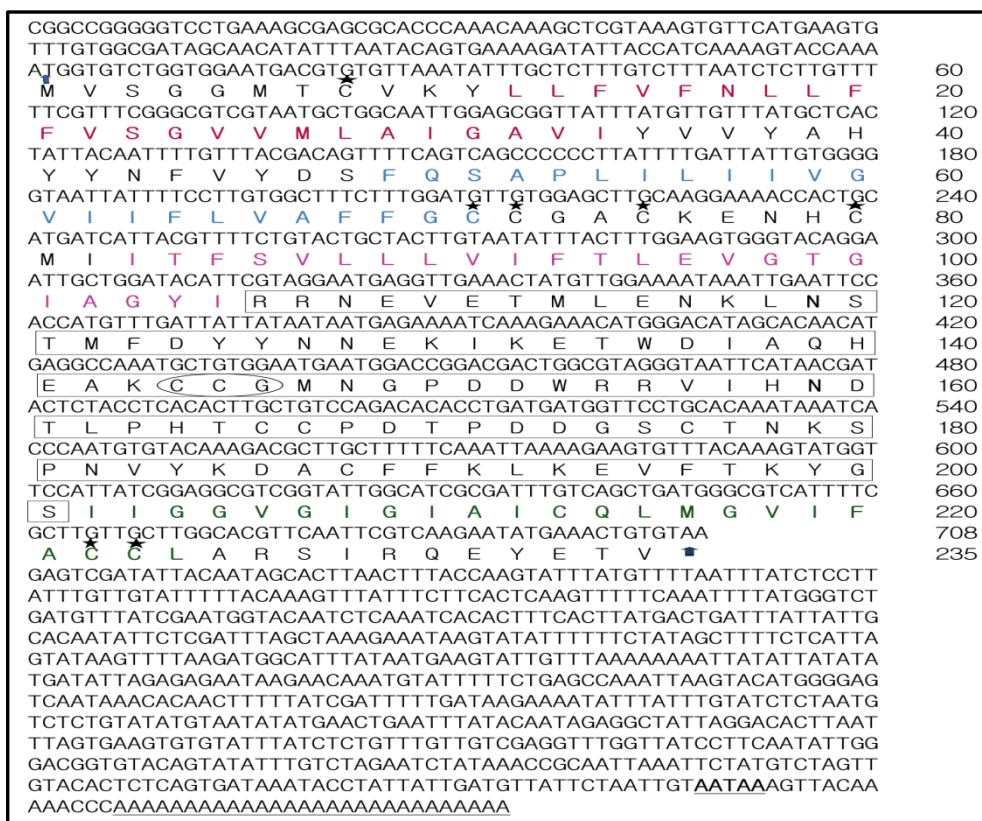 CGGCCGGGGGTCCTGAAAGCGAGCGCACCCAAACAAAGCTCGTAAAGTGTTCATGAAGTG
TTTGTGGCGATAGCAACATATTTAATACAGTGAAAAGATATTACCATCAAAAGTACCAAA
ATGGTGTCTGGTGGAATGACGTGTGTTAAATATTTGCTCTTTGTCTTTAATCTCTTGTTT 60
M V S G G M T C V K Y L L F V F N L L F 20
TTCGTTTCGGGCGTCGTAATGCTGGCAATTGGAGCGGTTATTTATGTTGTTTATGCTCAC 120
F V S G V V M L A I G A V I Y V V Y A H 40
TATTACAATTTTGTTTACGACAGTTTTCAGTCAGCCCCCCTTATTTTGATTATTGTGGGG 180
Y Y N F V Y D S F Q S A P L I L I I V G 60
GTAATTATTTTCCTTGTGGCTTTCTTTGGATGTTGTGGAGCTTGCAAGGAAAACCACTGC 240
V I I F L V A F F G C C G A C K E N H C 80
ATGATCATTACGTTTTCTGTACTGCTACTTGTAATATTTACTTTGGAAGTGGGTACAGGA 300
M I I T F S V L L L V I F T L E V G T G 100
ATTGCTGGATACATTCGTAGGAATGAGGTTGAAACTATGTTGGAAAATAAATTGAATTCC 360
I A G Y I R R N E V E T M L E N K L N S 120
ACCATGTTTGATTATTATAATAATGAGAAAATCAAAGAAACATGGGACATAGCACAACAT 420
T M F D Y Y N N E K I K E T W D I A Q H 140
GAGGCCAAATGCTGTGGAATGAATGGACCGGACGACTGGCGTAGGGTAATTCATAACGAT 480
E A K C C G M N G P D D W R R V I H N D 160
ACTCTACCTCACACTTGCTGTCCAGACACACCTGATGATGGTTCCTGCACAAATAAATCA 540
T L P H T C C P D T P D D G S C T N K S 180
CCCAATGTGTACAAAGACGCTTGCTTTTTCAAATTAAAAGAAGTGTTTACAAAGTATGGT 600
P N V Y K D A C F F K L K E V F T K Y G 200
TCCATTATCGGAGGCGTCGGTATTGGCATCGCGATTTGTCAGCTGATGGGCGTCATTTTC 660
S I I G G V G I G I A I C Q L M G V I F 220
GCTTGTTGCTTGGCACGTTCAATTCGTCAAGAATATGAAACTGTGTAA 708
A C C L A R S I R Q E Y E T V 235
GAGTCGATATTACAATAGCACTTAACTTTACCAAGTATTTATGTTTTAATTTATCTCCTT
ATTTGTTGTATTTTTACAAAGTTTATTTCTTCACTCAAGTTTTTCAAATTTTATGGGTCT
GATGTTTATCGAATGGTACAATCTCAAATCACACTTTCACTTATGACTGATTTATTATTG
CACAATATTCTCGATTTAGCTAAAGAAATAAGTATATTTTTTCTATAGCTTTTCTCATTA
GTATAAGTTTTAAGATGGCATTTATAATGAAGTATTGTTTAAAAAAAATTATATTATATA
TGATATTAGAGAGAATAAGAACAAATGTATTTTTCTGAGCCAAATTAAGTACATGGGGAG
TCAATAAACACAACTTTTTATCGATTTTTGATAAGAAAATATTTATTTGTATCTCTAATG
TCTCTGTATATGTAATATATGAACTGAATTTATACAATAGAGGCTATTAGGACACTTAAT
TTAGTGAAGTGTGTATTTATCTCTGTTTGTTGTCGAGGTTTGGTTATCCTTCAATATTGG
GACGGTGTACAGTATATTTGTCTAGAATCTATAAACCGCAATTAAATTCTATGTCTAGTT
GTACACTCTCAGTGATAAATACCTATTATTGATGTTATTCTAATTGTAATAAAGTTACAA
AAACCCAAAAAAAAAAAAAAAAAAAAAAAAAAAA